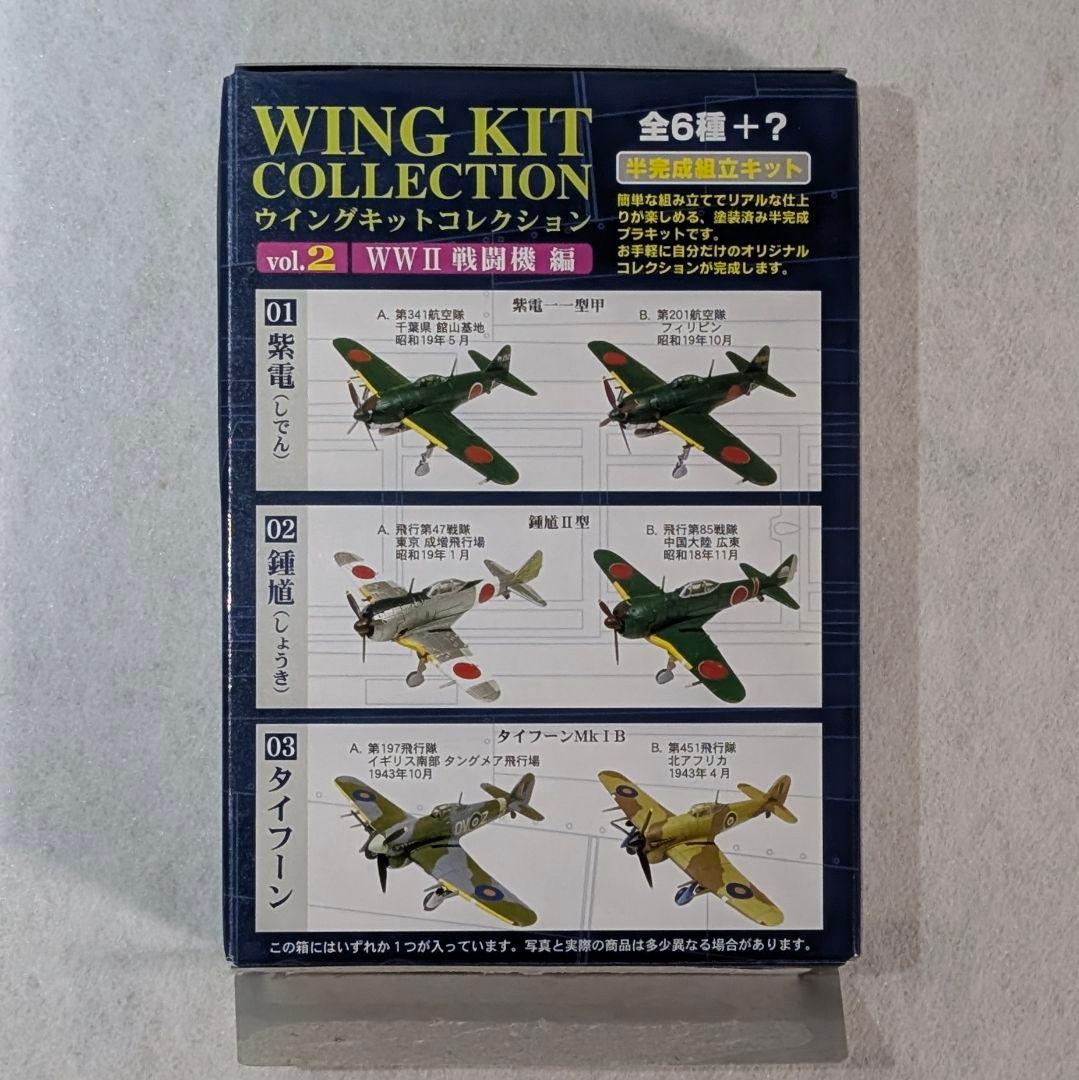 WING KIT
COLLECTION
ウイングキットコレクション
vol.2 WWⅡ 戦闘機 編
全6種＋?
半完成組立キット
簡単な組み立てでリアルな仕上
りが楽しめる、塗装済み半完成
プラキットです。
お手軽に自分だけのオリジナル
コレクションが完成します。
01 紫電(しでん)
紫電一一型甲
A. 第341航空隊
千葉県 館山基地
昭和19年5月
B. 第201航空隊
フィリピン
昭和19年10月
02 鍾馗(しょうき)
鍾馗Ⅱ型
A. 飛行第47戦隊
東京 成増飛行場
昭和19年1月
B. 飛行第85戦隊
中国大陸 広東
昭和18年11月
03 タイフーン
タイフーンMkⅠB
A. 第197飛行隊
イギリス南部 タングメア飛行場
1943年10月
B. 第451飛行隊
北アフリカ
1943年4月
OV Z
この箱にはいずれか1つが入っています。写真と実際の商品は多少異なる場合があります。